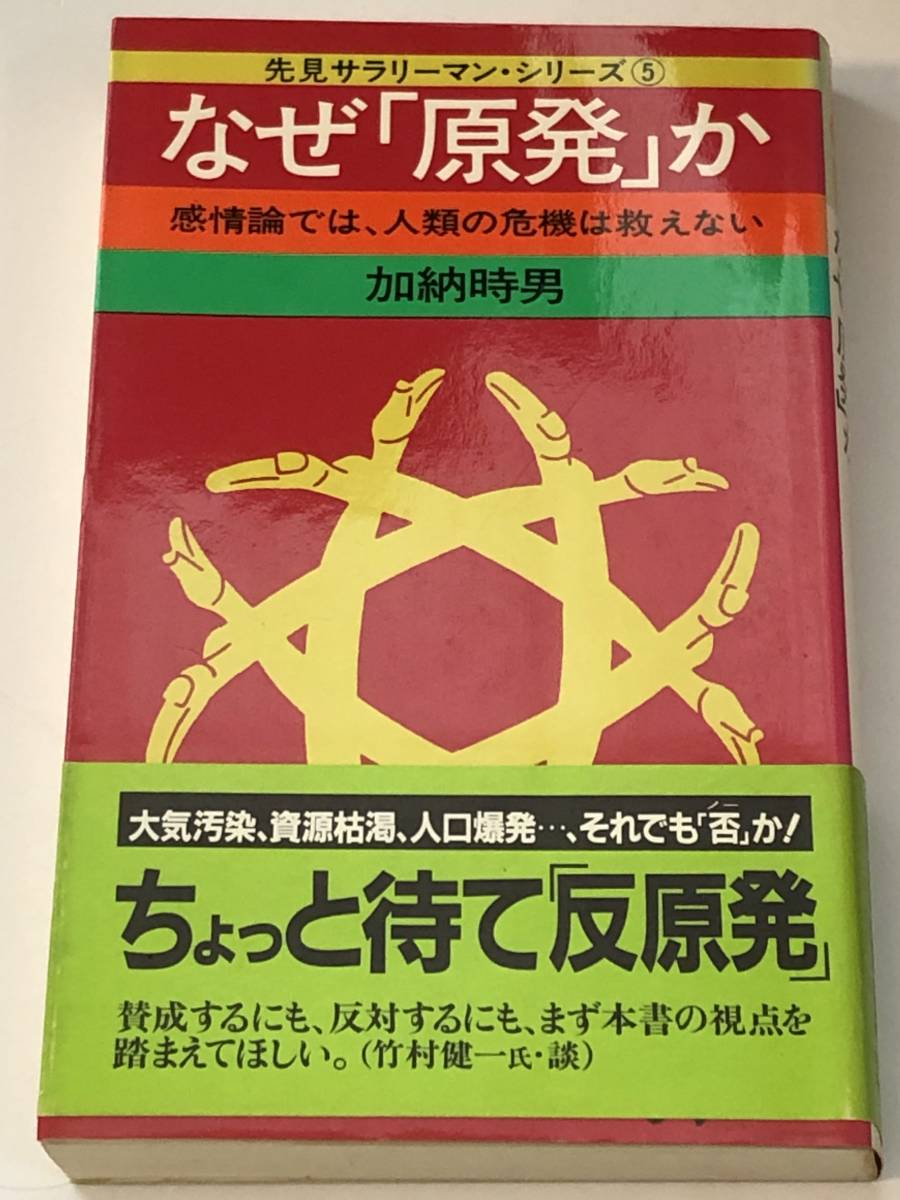 先見サラリーマン・シリーズ⑤
なぜ「原発」か
感情論では、人類の危機は救えない
加納時男
大気汚染、資源枯渇、人口爆発…、それでも「否」か!
ノー
ちょっと待て「反原発」
賛成するにも、反対するにも、まず本書の視点を
踏まえてほしい。(竹村健一氏・談)